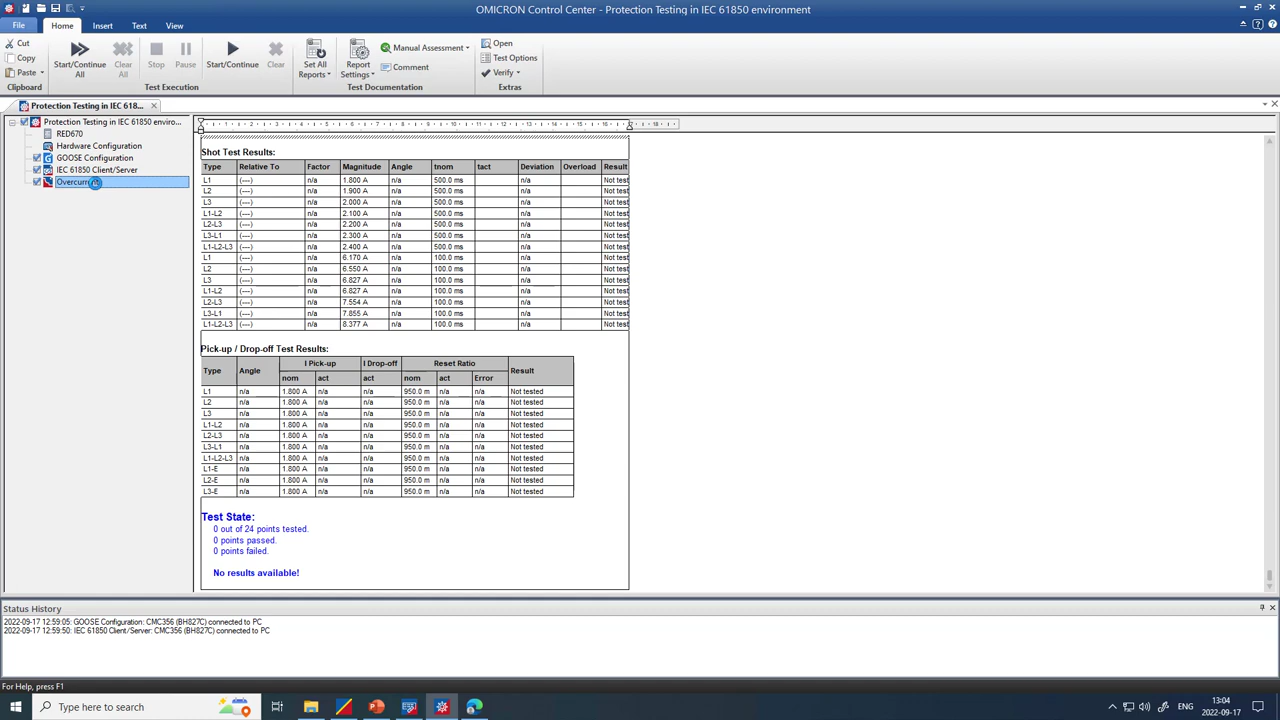 OMICRON Control Center - Protection Testing in IEC 61850 environment
File
Home
Insert
Text
View
Cut
Copy
Paste
Clipboard
Start/Continue All
Clear All
Stop
Pause
Start/Continue
Clear
Test Execution
Set All Reports
Report Settings
Manual Assessment
Comment
Test Documentation
Open
Test Options
Verify
Extras
Protection Testing in IEC 618...
Protection Testing in IEC 61850 enviro...
RED670
Hardware Configuration
GOOSE Configuration
IEC 61850 Client/Server
1 2 3 4 5 6 7 8 9 10 11 12 13 14 15 16 17 18
Shot Test Results:
Type Relative To Factor Magnitude Angle tnom tact Deviation Overload Result
L1 (---) n/a 1.800 A n/a 500.0 ms n/a Not test
L2 (---) n/a 1.900 A n/a 500.0 ms n/a Not test
L3 (---) n/a 2.000 A n/a 500.0 ms n/a Not test
L1-L2 (---) n/a 2.100 A n/a 500.0 ms n/a Not test
L2-L3 (---) n/a 2.200 A n/a 500.0 ms n/a Not test
L3-L1 (---) n/a 2.300 A n/a 500.0 ms n/a Not test
L1-L2-L3 (---) n/a 2.400 A n/a 500.0 ms n/a Not test
L1 (---) n/a 6.170 A n/a 100.0 ms n/a Not test
L2 (---) n/a 6.550 A n/a 100.0 ms n/a Not test
L3 (---) n/a 6.827 A n/a 100.0 ms n/a Not test
L1-L2 (---) n/a 6.827 A n/a 100.0 ms n/a Not test
L2-L3 (---) n/a 7.554 A n/a 100.0 ms n/a Not test
L3-L1 (---) n/a 7.855 A n/a 100.0 ms n/a Not test
L1-L2-L3 (---) n/a 8.377 A n/a 100.0 ms n/a Not test
Pick-up / Drop-off Test Results:
Type Angle I Pick-up I Drop-off Reset Ratio Result
nom act act nom act Error
L1 n/a 1.800 A n/a n/a 950.0 m n/a n/a Not tested
L2 n/a 1.800 A n/a n/a 950.0 m n/a n/a Not tested
L3 n/a 1.800 A n/a n/a 950.0 m n/a n/a Not tested
L1-L2 n/a 1.800 A n/a n/a 950.0 m n/a n/a Not tested
L2-L3 n/a 1.800 A n/a n/a 950.0 m n/a n/a Not tested
L3-L1 n/a 1.800 A n/a n/a 950.0 m n/a n/a Not tested
L1-L2-L3 n/a 1.800 A n/a n/a 950.0 m n/a n/a Not tested
L1-E n/a 1.800 A n/a n/a 950.0 m n/a n/a Not tested
L2-E n/a 1.800 A n/a n/a 950.0 m n/a n/a Not tested
L3-E n/a 1.800 A n/a n/a 950.0 m n/a n/a Not tested
Test State:
0 out of 24 points tested.
0 points passed.
0 points failed.
No results available!
Status History
2022-09-17 12:59:05: GOOSE Configuration: CMC356 (BH827C) connected to PC
2022-09-17 12:59:50: IEC 61850 Client/Server: CMC356 (BH827C) connected to PC
For Help, press F1
Type here to search
ENG
13:04
2022-09-17